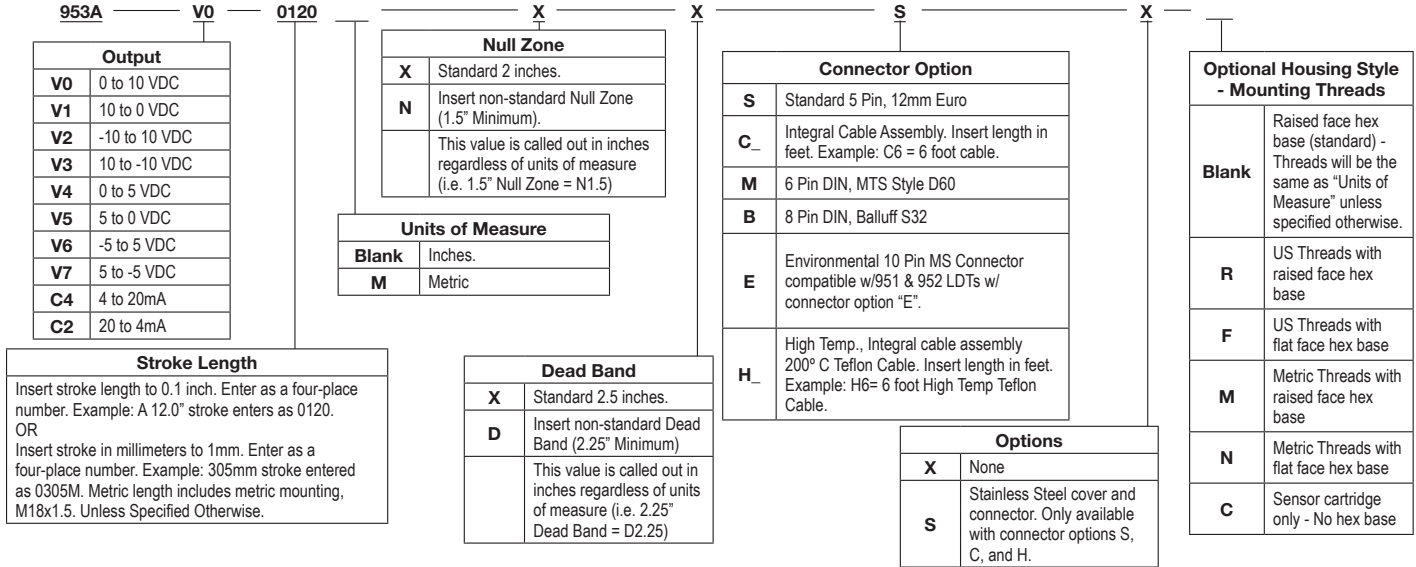 953A V0 0120 X X S X
Output
V0 0 to 10 VDC
V1 10 to 0 VDC
V2 -10 to 10 VDC
V3 10 to -10 VDC
V4 0 to 5 VDC
V5 5 to 0 VDC
V6 -5 to 5 VDC
V7 5 to -5 VDC
C4 4 to 20mA
C2 20 to 4mA
Stroke Length
Insert stroke length to 0.1 inch. Enter as a four-place
number. Example: A 12.0” stroke enters as 0120.
OR
Insert stroke in millimeters to 1mm. Enter as a
four-place number. Example: 305mm stroke entered
as 0305M. Metric length includes metric mounting,
M18x1.5. Unless Specified Otherwise.
Null Zone
X Standard 2 inches.
N Insert non-standard Null Zone
(1.5” Minimum).
This value is called out in inches
regardless of units of measure
(i.e. 1.5” Null Zone = N1.5)
Units of Measure
Blank Inches.
M Metric
Dead Band
X Standard 2.5 inches.
D Insert non-standard Dead
Band (2.25” Minimum)
This value is called out in
inches regardless of units
of measure (i.e. 2.25”
Dead Band = D2.25)
Connector Option
S Standard 5 Pin, 12mm Euro
C_ Integral Cable Assembly. Insert length in
feet. Example: C6 = 6 foot cable.
M 6 Pin DIN, MTS Style D60
B 8 Pin DIN, Balluff S32
E Environmental 10 Pin MS Connector
compatible w/951 & 952 LDTs w/
connector option “E”.
H_ High Temp., Integral cable assembly
200º C Teflon Cable. Insert length in feet.
Example: H6= 6 foot High Temp Teflon
Cable.
Options
X None
S Stainless Steel cover and
connector. Only available
with connector options S,
C, and H.
Optional Housing Style
- Mounting Threads
Blank Raised face hex
base (standard) -
Threads will be the
same as “Units of
Measure” unless
specified otherwise.
R US Threads with
raised face hex
base
F US Threads with
flat face hex base
M Metric Threads with
raised face hex
base
N Metric Threads with
flat face hex base
C Sensor cartridge
only - No hex base